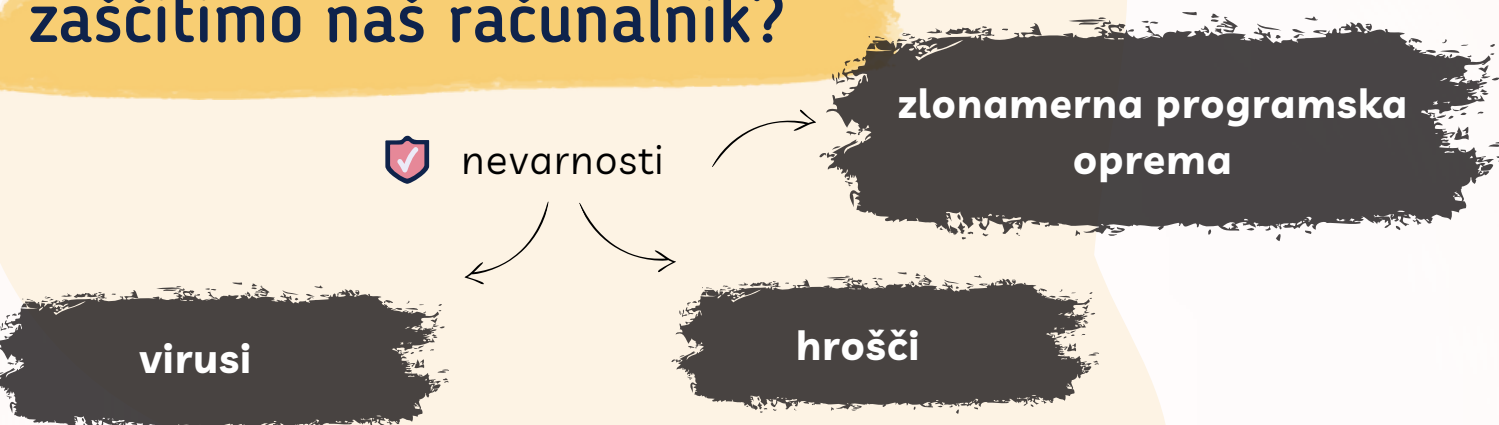 zaščitimo naš računalnik?
zlonamerna programska
oprema
nevarnosti
virusi
hrošči